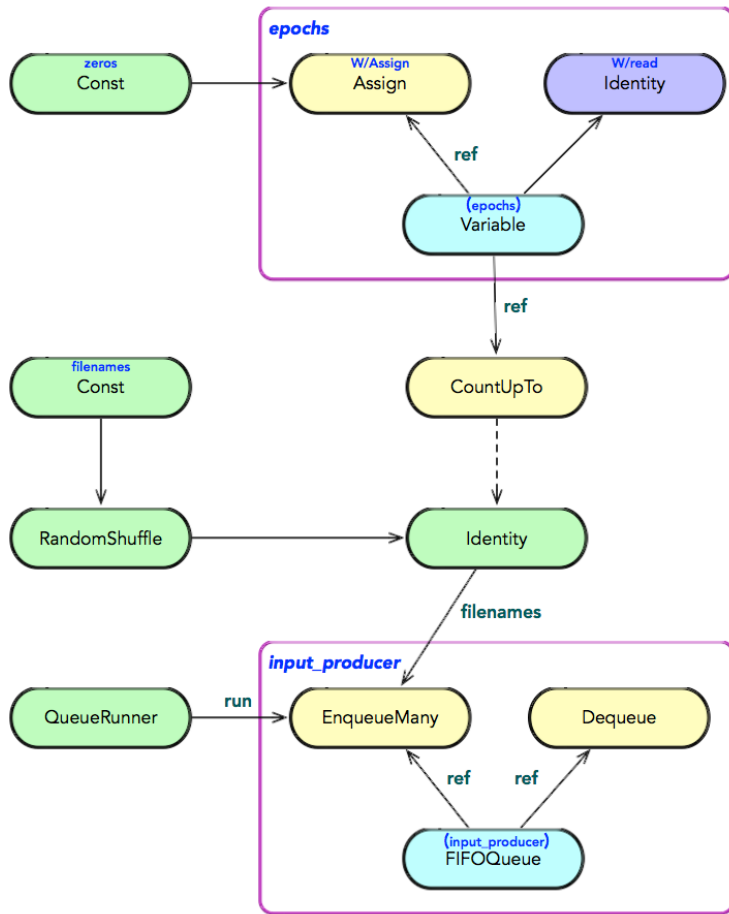 epochs
zeros
Const
W/Assign
Assign
W/read
Identity
ref
(epochs)
Variable
ref
filenames
Const
CountUpTo
RandomShuffle
Identity
filenames
input_producer
QueueRunner
run
EnqueueMany
Dequeue
ref
ref
(input_producer)
FIFOQueue